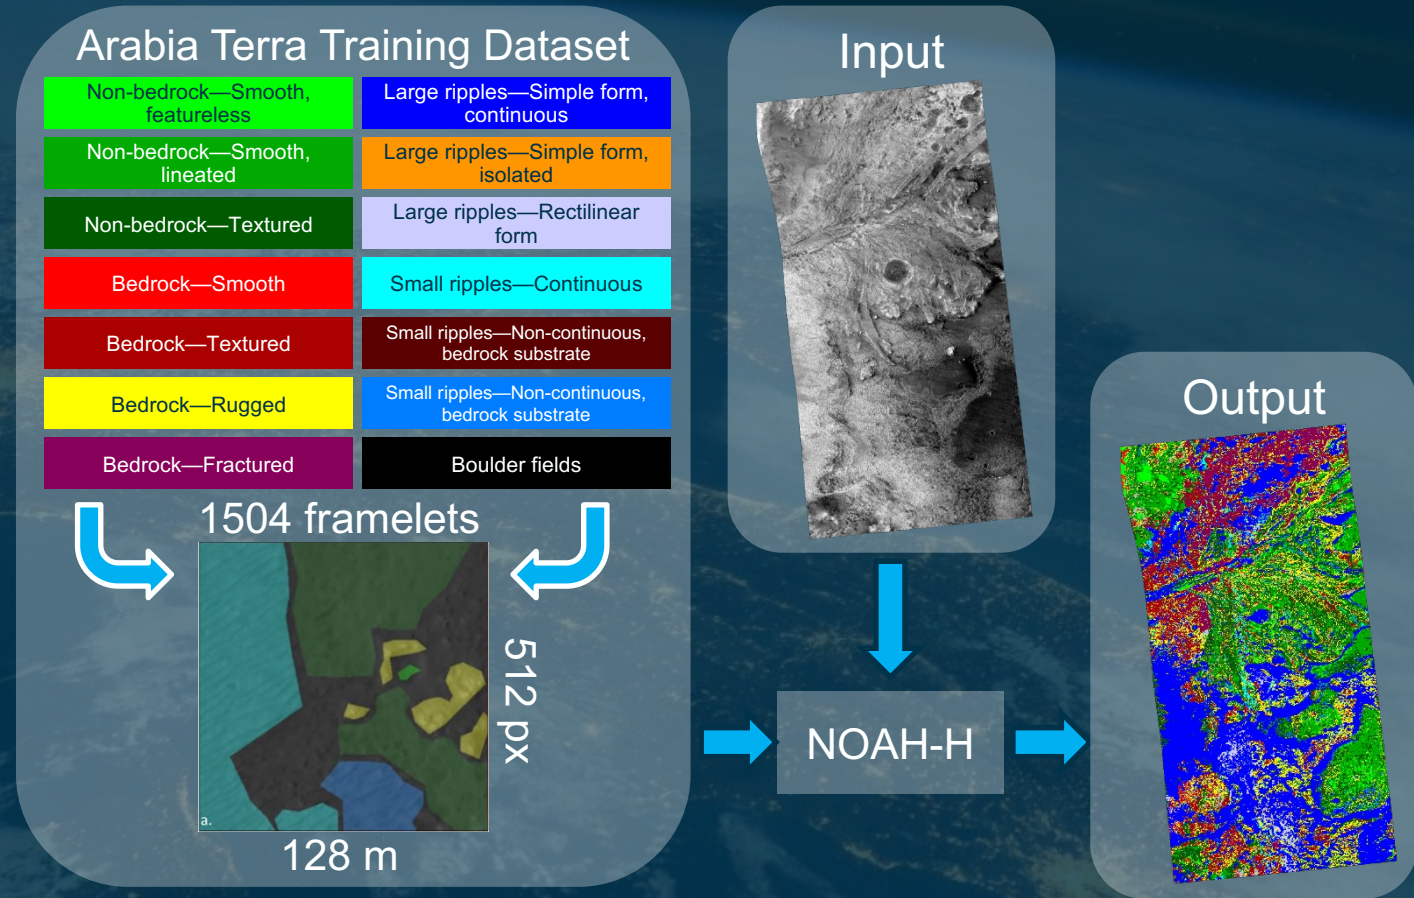 Arabia Terra Training Dataset
Non-bedrock—Smooth,
featureless
Non-bedrock—Smooth,
lineated
Non-bedrock—Textured
Bedrock—Smooth
Bedrock—Textured
Bedrock—Rugged
Bedrock—Fractured
Large ripples—Simple form,
continuous
Large ripples—Simple form,
isolated
Large ripples—Rectilinear
form
Small ripples—Continuous
Small ripples—Non-continuous,
bedrock substrate
Small ripples—Non-continuous,
bedrock substrate
Boulder fields
1504 framelets
512 px
a.
128 m
Input
NOAH-H
Output